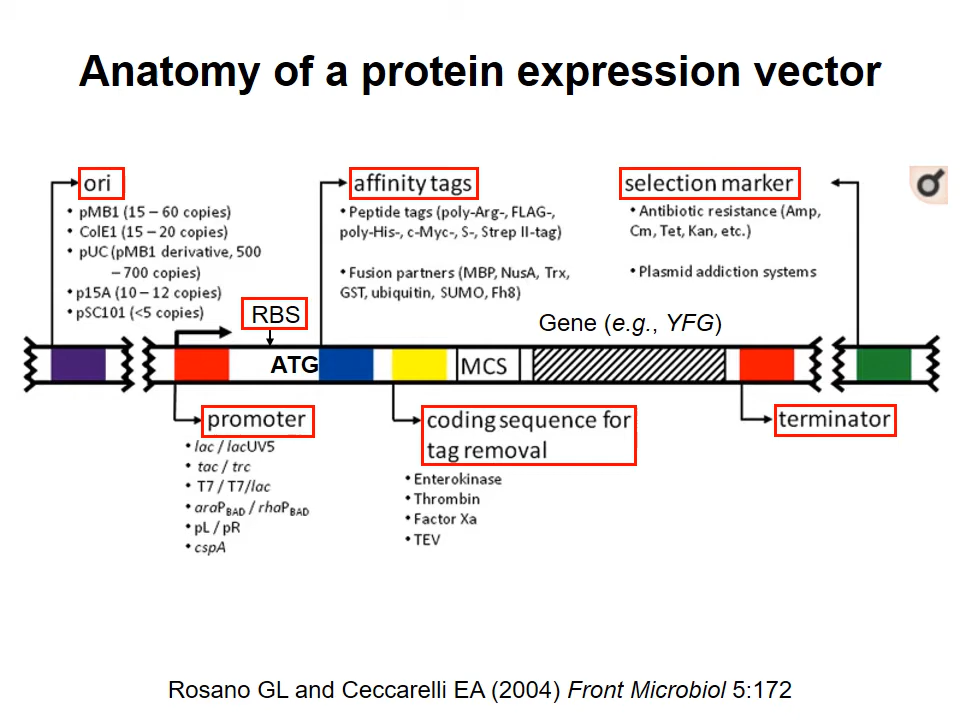 Anatomy of a protein expression vector
ori
• pMB1 (15 – 60 copies)
• ColE1 (15 – 20 copies)
• pUC (pMB1 derivative, 500
– 700 copies)
• p15A (10 – 12 copies)
• pSC101 (<5 copies)
affinity tags
• Peptide tags (poly-Arg-, FLAG-,
poly-His-, c-Myc-, S-, Strep II-tag)
• Fusion partners (MBP, NusA, Trx,
GST, ubiquitin, SUMO, Fh8)
selection marker
• Antibiotic resistance (Amp,
Cm, Tet, Kan, etc.)
• Plasmid addiction systems
RBS
Gene (e.g., YFG)
ATG
MCS
promoter
• lac / lacUV5
• tac / trc
• T7 / T7/lac
• araPBAD / rhaPBAD
• pL / pR
• cspA
coding sequence for
tag removal
• Enterokinase
• Thrombin
• Factor Xa
• TEV
terminator
Rosano GL and Ceccarelli EA (2004) Front Microbiol 5:172